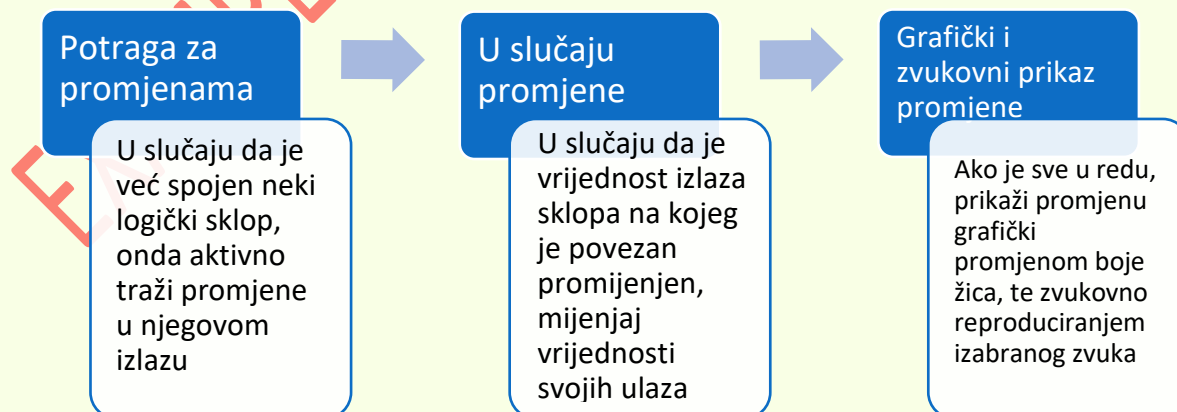 Potraga za
promjenama
U slučaju da je
već spojen neki
logički sklop,
onda aktivno
traži promjene
u njegovom
izlazu
U slučaju
promjene
U slučaju da je
vrijednost izlaza
sklopa na kojeg
je povezan
promijenjen,
mijenjaj
vrijednosti
svojih ulaza
Grafički i
zvukovni prikaz
promjene
Ako je sve u redu,
prikaži promjenu
grafički
promjenom boje
žica, te zvukovno
reproduciranjem
izabranog zvuka